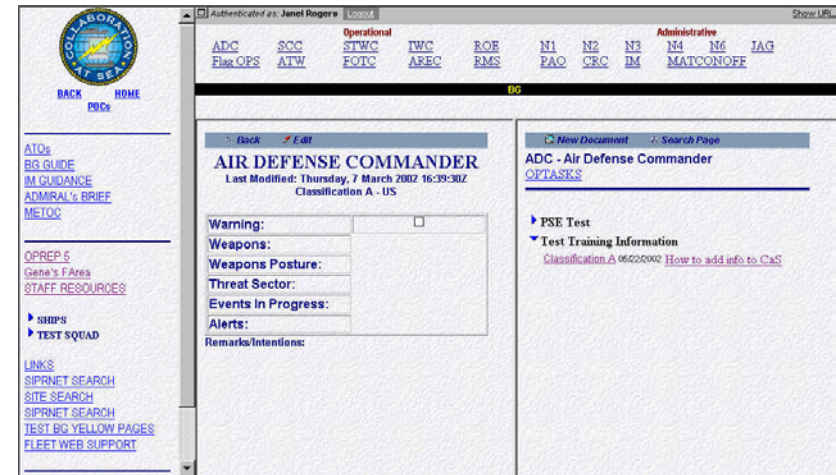 COLLABORATION
AT SEA
BACK HOME
POCs
ATOs
BG GUIDE
IM GUIDANCE
ADMIRAL's BRIEF
METOC
OPREP 5
Gene's FArea
STAFF RESOURCES
SHIPS
TEST SQUAD
LINKS
SIPRNET SEARCH
SITE SEARCH
SIPRNET SEARCH
TEST BG YELLOW PAGES
FLEET WEB SUPPORT
Authenticated as: Janel Rogers Logout Show URL
Operational Administrative
ADC SCC STWC IWC ROE N1 N2 N3 N4 N6 JAG
Flag OPS ATW FOTC AREC RMS PAO CRC IM MATCONOFF
BG
Back Edit
AIR DEFENSE COMMANDER
Last Modified: Thursday, 7 March 2002 16:39:30Z
Classification A - US
Warning:
Weapons:
Weapons Posture:
Threat Sector:
Events In Progress:
Alerts:
Remarks/Intentions:
New Document Search Page
ADC - Air Defense Commander
OPTASKS
PSE Test
Test Training Information
Classification A 06/22/2002 How to add info to CaS